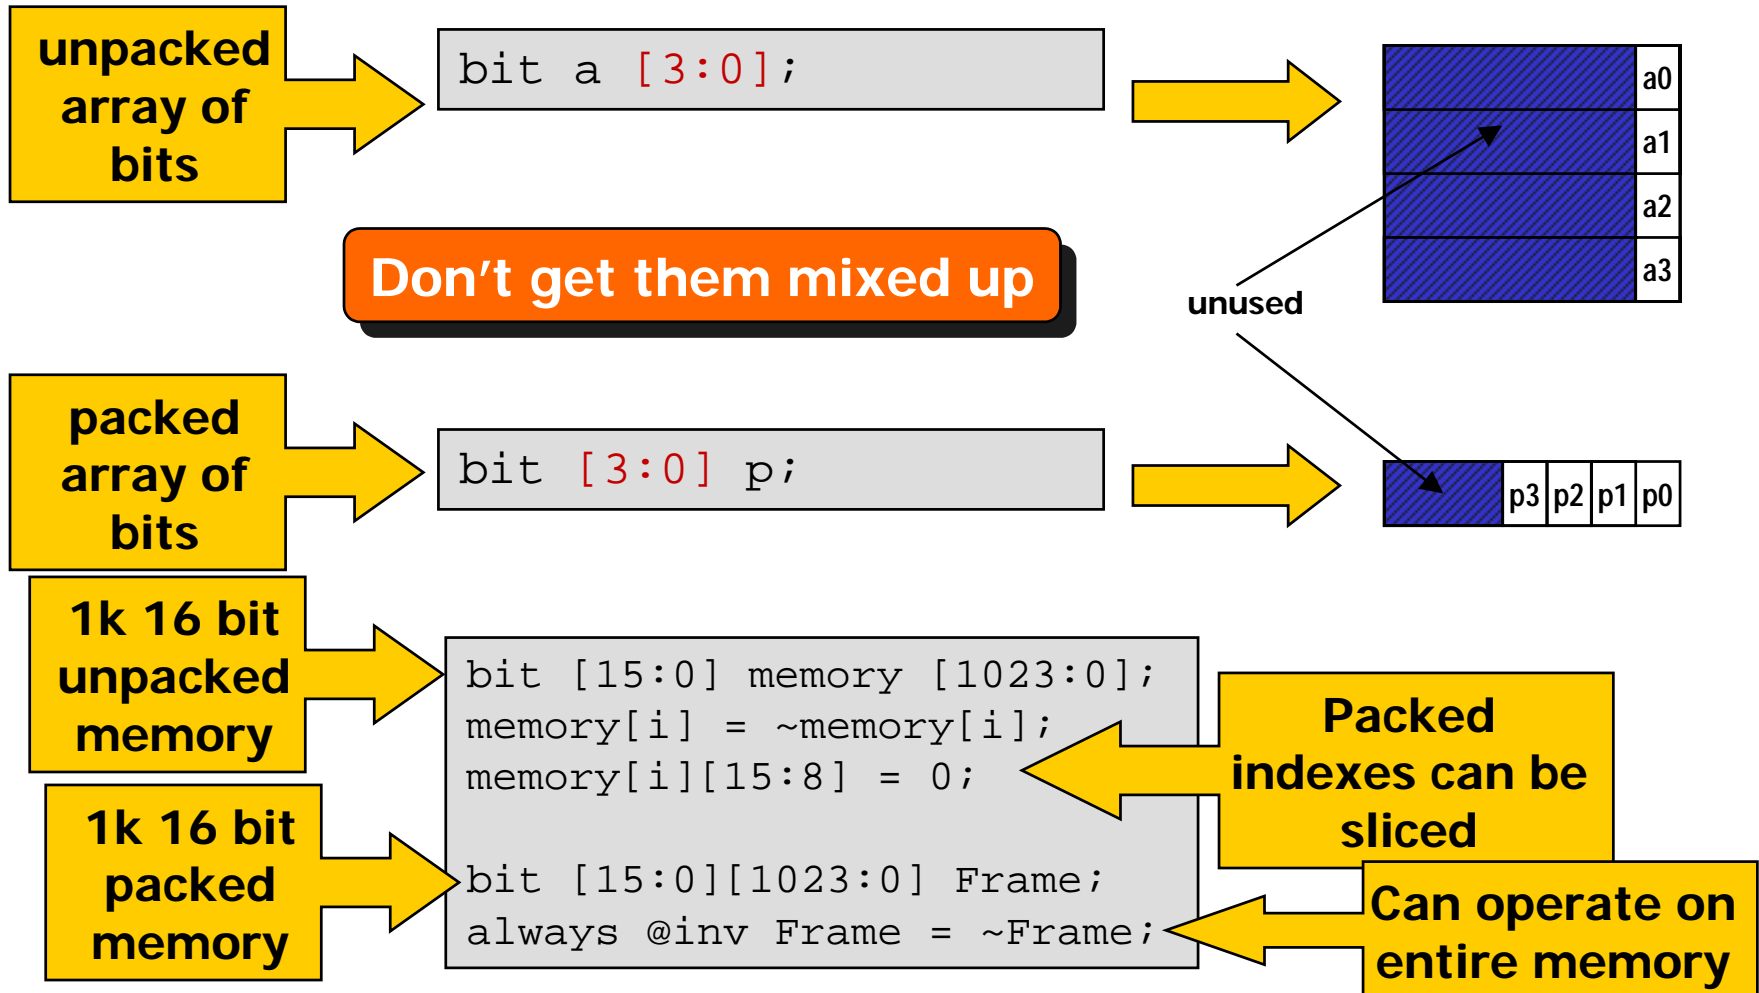 unpacked
array of
bits
bit a [3:0];
a0
a1
a2
a3
Don't get them mixed up
unused
packed
array of
bits
bit [3:0] p;
p3 p2 p1 p0
1k 16 bit
unpacked
memory
bit [15:0] memory [1023:0];
memory[i] = ~memory[i];
memory[i][15:8] = 0;
Packed
indexes can be
sliced
1k 16 bit
packed
memory
bit [15:0][1023:0] Frame;
always @inv Frame = ~Frame;
Can operate on
entire memory